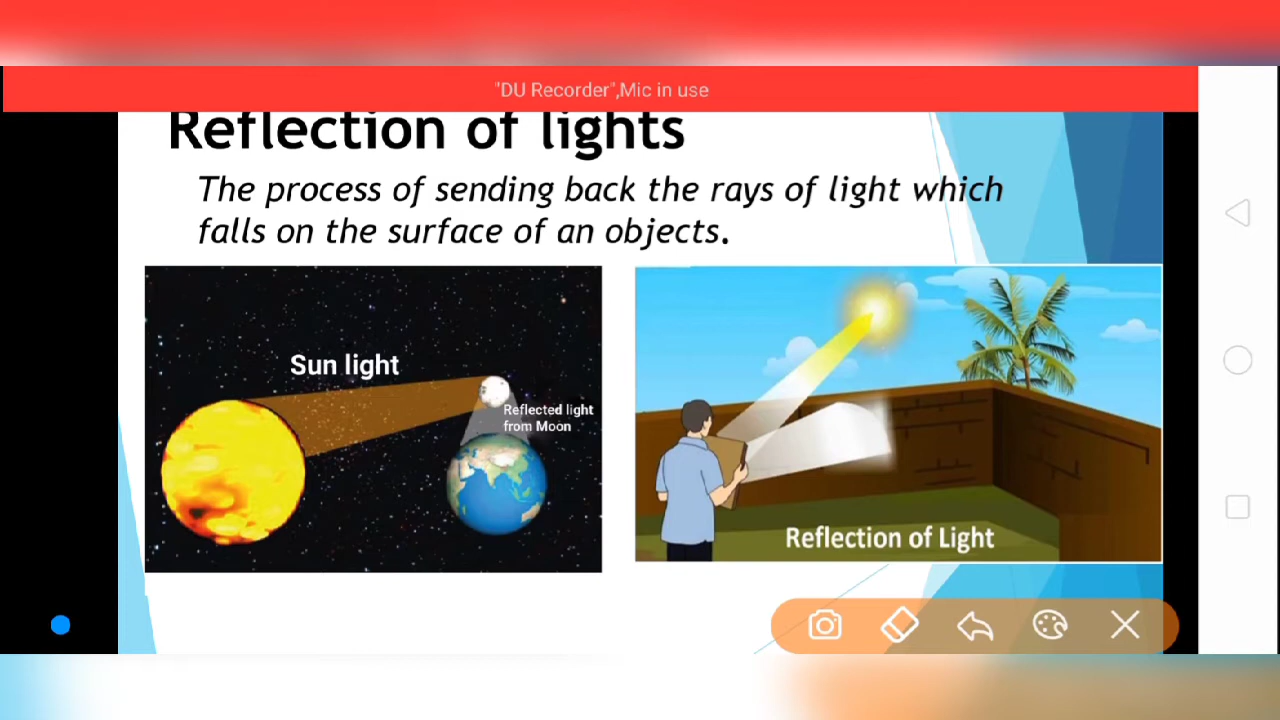 "DU Recorder",Mic in use
Reflection of lights
The process of sending back the rays of light which
falls on the surface of an objects.
Sun light
Reflected light
from Moon
Reflection of Light